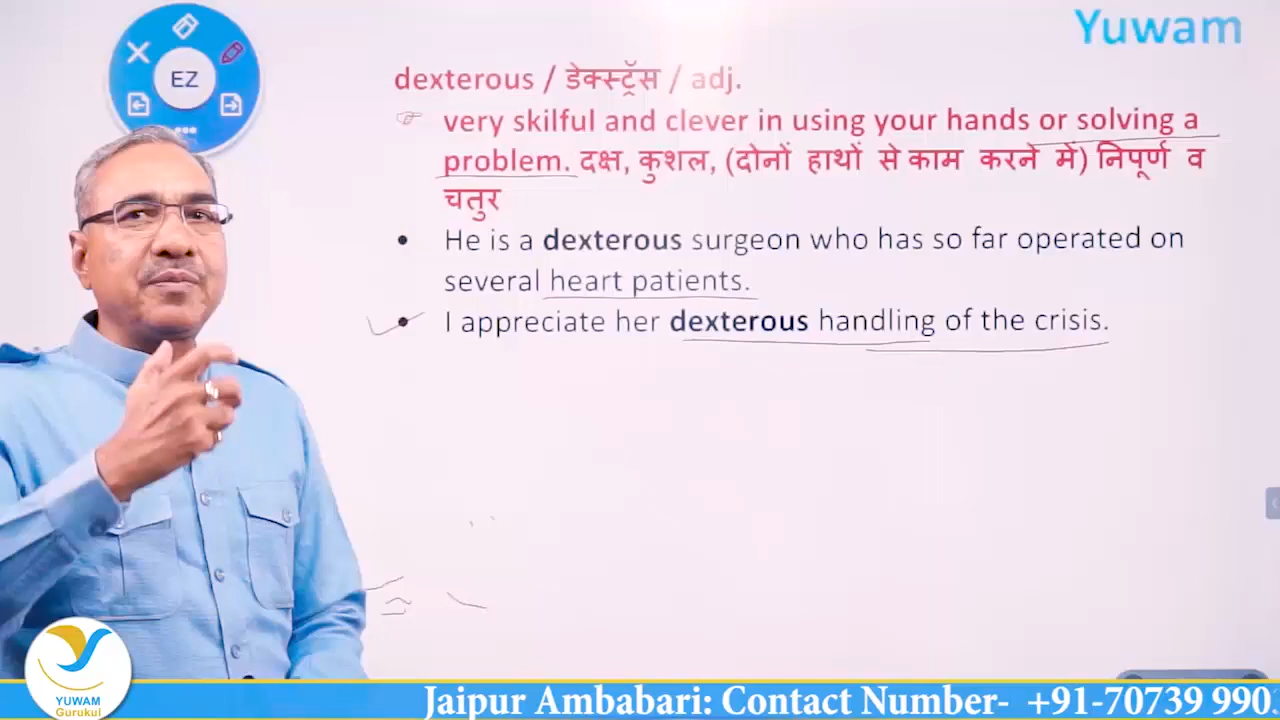 Yuwam
EZ
dexterous / डेक्स्ट्रॅस / adj.
very skilful and clever in using your hands or solving a
problem. दक्ष, कुशल, (दोनों हाथों से काम करने में) निपूर्ण व
चतुर
• He is a dexterous surgeon who has so far operated on
several heart patients.
• I appreciate her dexterous handling of the crisis.
YUWAM
Gurukul
Jaipur Ambabari: Contact Number- +91-70739 990